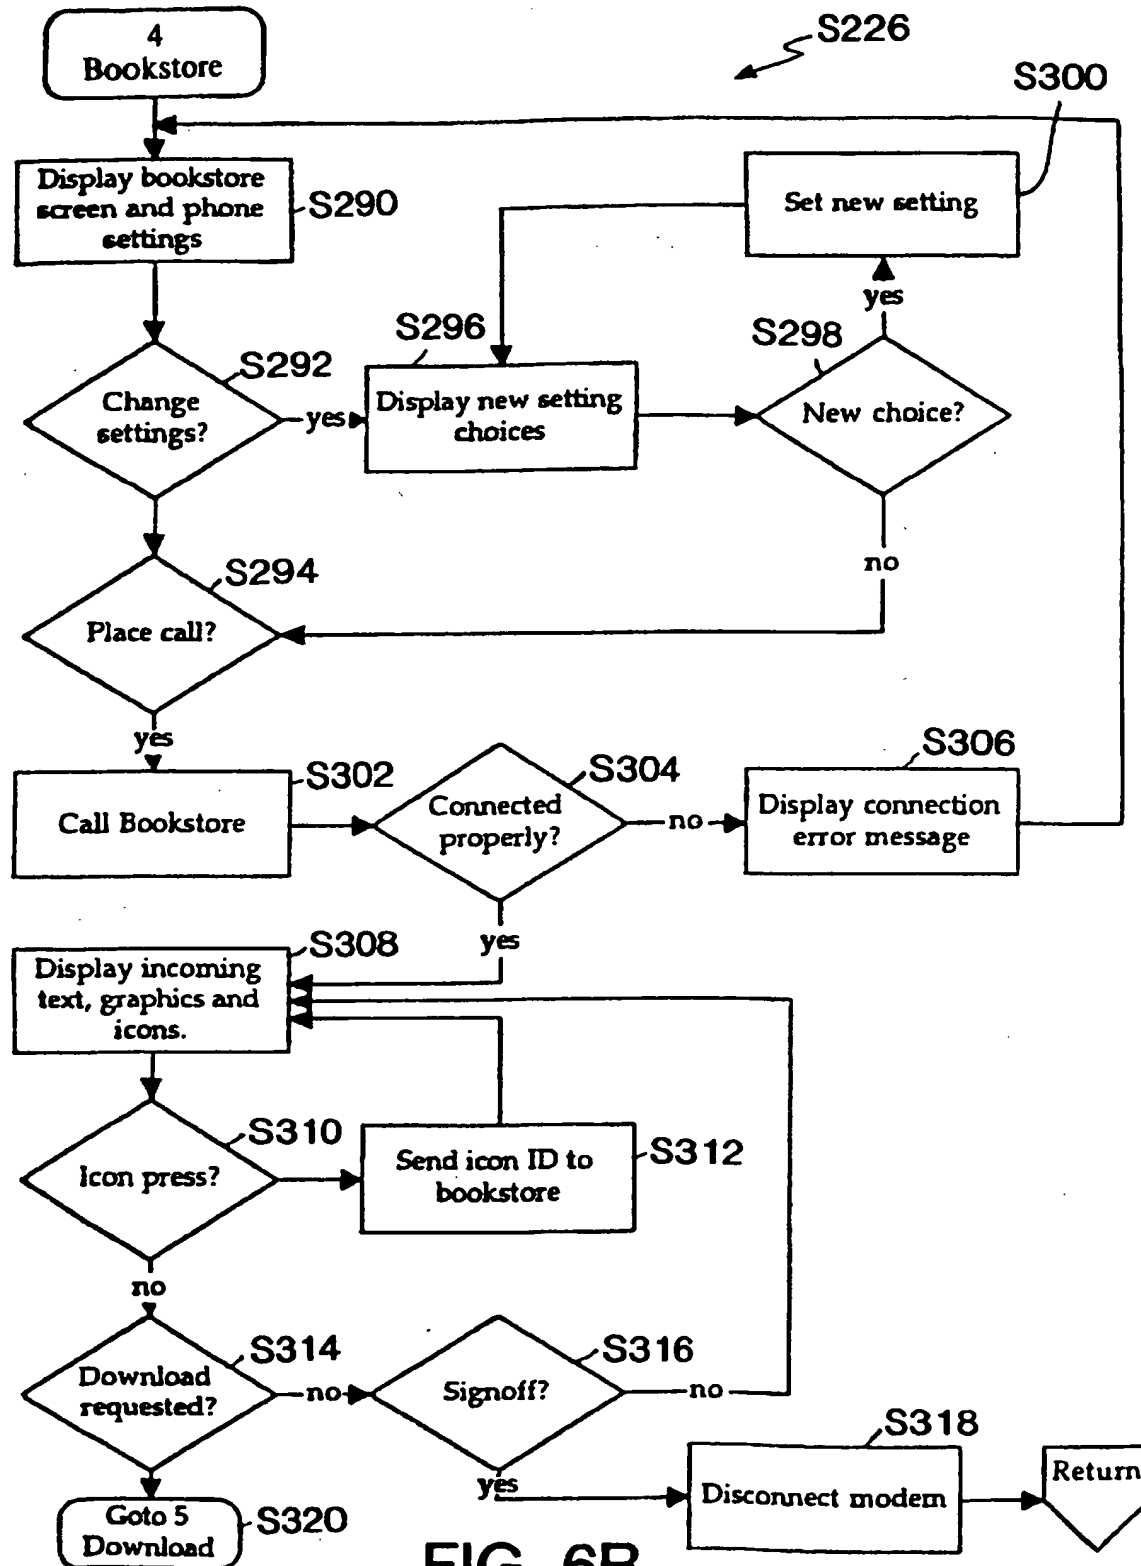 4
Bookstore
S226
S300
Display bookstore
screen and phone
settings
S290
Set new setting
yes
S296
S298
S292
Change
settings?
yes
Display new setting
choices
New choice?
no
S294
Place call?
yes
S302
Call Bookstore
S304
Connected
properly?
no
S306
Display connection
error message
yes
S308
Display incoming
text, graphics and
icons.
S310
Icon press?
Send icon ID to
bookstore
S312
no
S314
Download
requested?
no
S316
Signoff?
no
yes
S318
Disconnect modem
Return
Goto 5
Download
S320